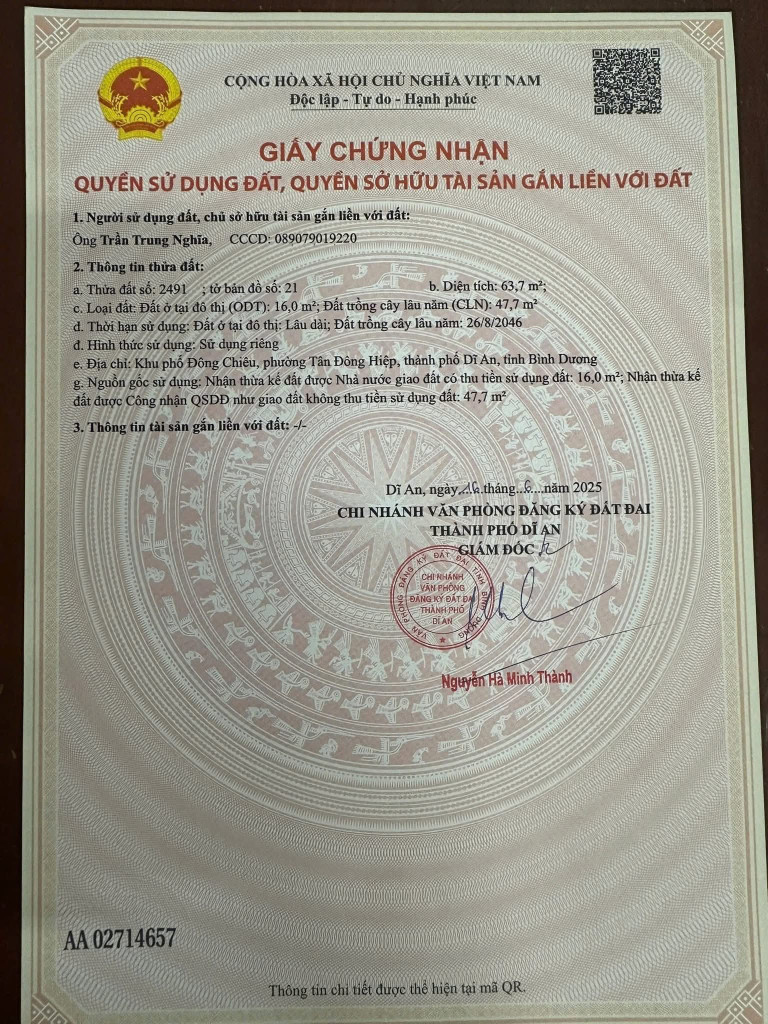 CỘNG HÒA XÃ HỘI CHỦ NGHĨA VIỆT NAM
Độc lập - Tự do - Hạnh phúc
GIẤY CHỨNG NHẬN
QUYỀN SỬ DỤNG ĐẤT, QUYỀN SỞ HỮU TÀI SẢN GẮN LIỀN VỚI ĐẤT
1. Người sử dụng đất, chủ sở hữu tài sản gắn liền với đất:
Ông Trần Trung Nghĩa, CCCD: 089079019220
2. Thông tin thửa đất:
a. Thửa đất số: 2491 ; tờ bản đồ số: 21 b. Diện tích: 63,7 m²;
c. Loại đất: Đất ở tại đô thị (ODT): 16,0 m²; Đất trồng cây lâu năm (CLN): 47,7 m²
d. Thời hạn sử dụng: Đất ở tại đô thị: Lâu dài; Đất trồng cây lâu năm: 26/8/2046
đ. Hình thức sử dụng: Sử dụng riêng
e. Địa chỉ: Khu phố Đông Chiêu, phường Tân Đông Hiệp, thành phố Dĩ An, tỉnh Bình Dương
g. Nguồn gốc sử dụng: Nhận thừa kế đất được Nhà nước giao đất có thu tiền sử dụng đất: 16,0 m²; Nhận thừa kế
đất được Công nhận QSDĐ như giao đất không thu tiền sử dụng đất: 47,7 m²
3. Thông tin tài sản gắn liền với đất: -/-
Dĩ An, ngày...16.tháng...6....năm 2025
CHI NHÁNH VĂN PHÒNG ĐĂNG KÝ ĐẤT ĐAI
THÀNH PHỐ DĨ AN
GIÁM ĐỐC
VĂN PHÒNG ĐĂNG KÝ ĐẤT ĐAI TỈNH BÌNH DƯƠNG
CHI NHÁNH
VĂN PHÒNG
ĐĂNG KÝ ĐẤT ĐAI
THÀNH PHỐ
DĨ AN
Nguyễn Hà Minh Thành
AA 02714657
Thông tin chi tiết được thể hiện tại mã QR.